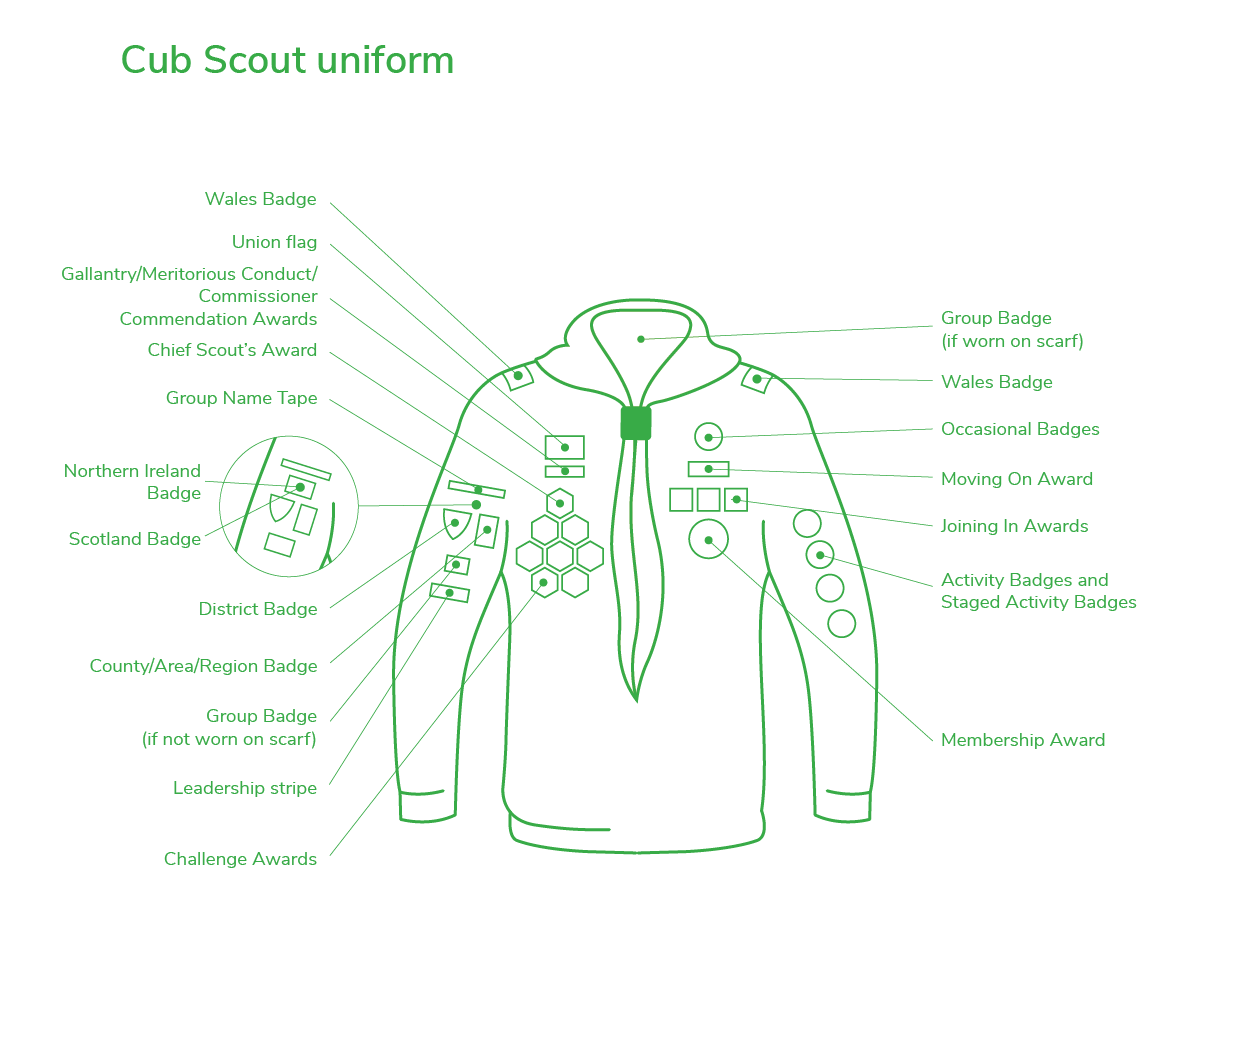 Cub Scout uniform
Wales Badge
Union flag
Gallantry/Meritorious Conduct/
Commissioner
Commendation Awards
Chief Scout’s Award
Group Name Tape
Northern Ireland
Badge
Scotland Badge
District Badge
County/Area/Region Badge
Group Badge
(if not worn on scarf)
Leadership stripe
Challenge Awards
Group Badge
(if worn on scarf)
Wales Badge
Occasional Badges
Moving On Award
Joining In Awards
Activity Badges and
Staged Activity Badges
Membership Award